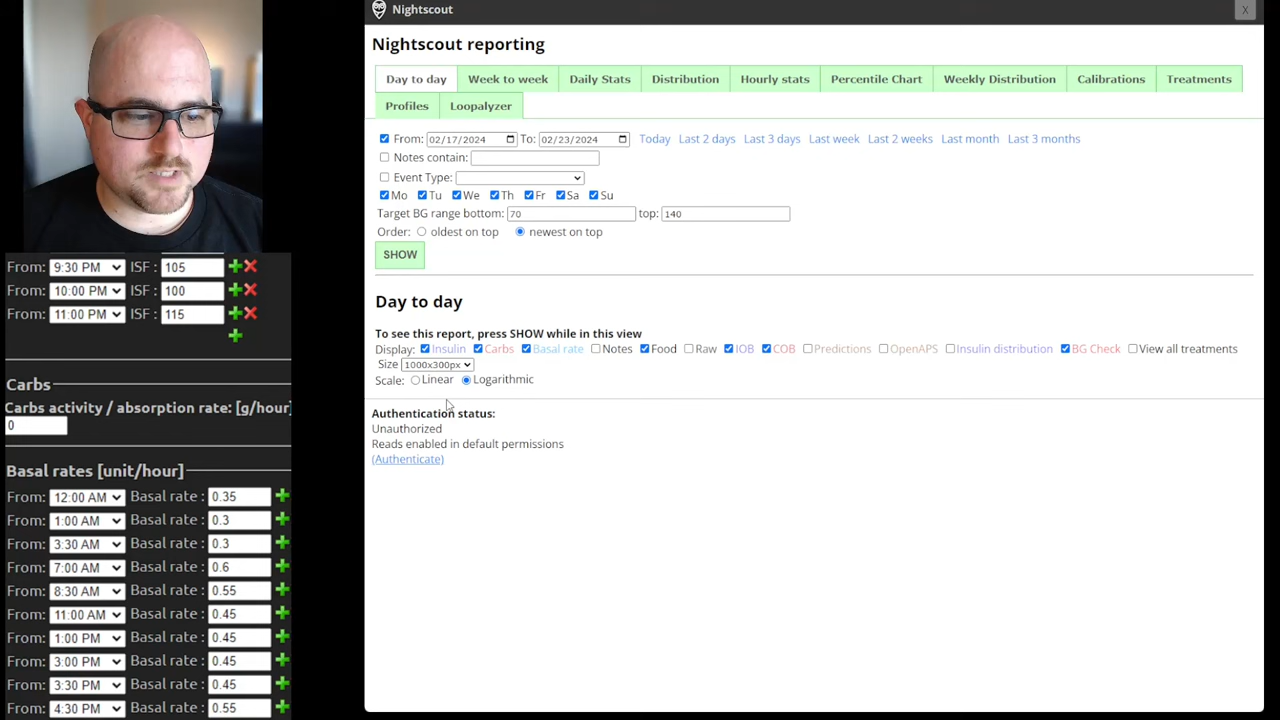 Nightscout
X
Nightscout reporting
Day to day Week to week Daily Stats Distribution Hourly stats Percentile Chart Weekly Distribution Calibrations Treatments
Profiles Loopalyzer
From: 02/17/2024 To: 02/23/2024 Today Last 2 days Last 3 days Last week Last 2 weeks Last month Last 3 months
Notes contain:
Event Type:
Mo Tu We Th Fr Sa Su
Target BG range bottom: 70 top: 140
Order: oldest on top newest on top
SHOW
Day to day
To see this report, press SHOW while in this view
Display: Insulin Carbs Basal rate Notes Food Raw IOB COB Predictions OpenAPS Insulin distribution BG Check View all treatments
Size 1000x300px
Scale: Linear Logarithmic
Authentication status:
Unauthorized
Reads enabled in default permissions
(Authenticate)
From: 9:30 PM ISF : 105
From: 10:00 PM ISF : 100
From: 11:00 PM ISF : 115
Carbs
Carbs activity / absorption rate: [g/hour]
0
Basal rates [unit/hour]
From: 12:00 AM Basal rate : 0.35
From: 1:00 AM Basal rate : 0.3
From: 3:30 AM Basal rate : 0.3
From: 7:00 AM Basal rate : 0.6
From: 8:30 AM Basal rate : 0.55
From: 11:00 AM Basal rate : 0.45
From: 1:00 PM Basal rate : 0.45
From: 3:00 PM Basal rate : 0.45
From: 3:30 PM Basal rate : 0.45
From: 4:30 PM Basal rate : 0.55